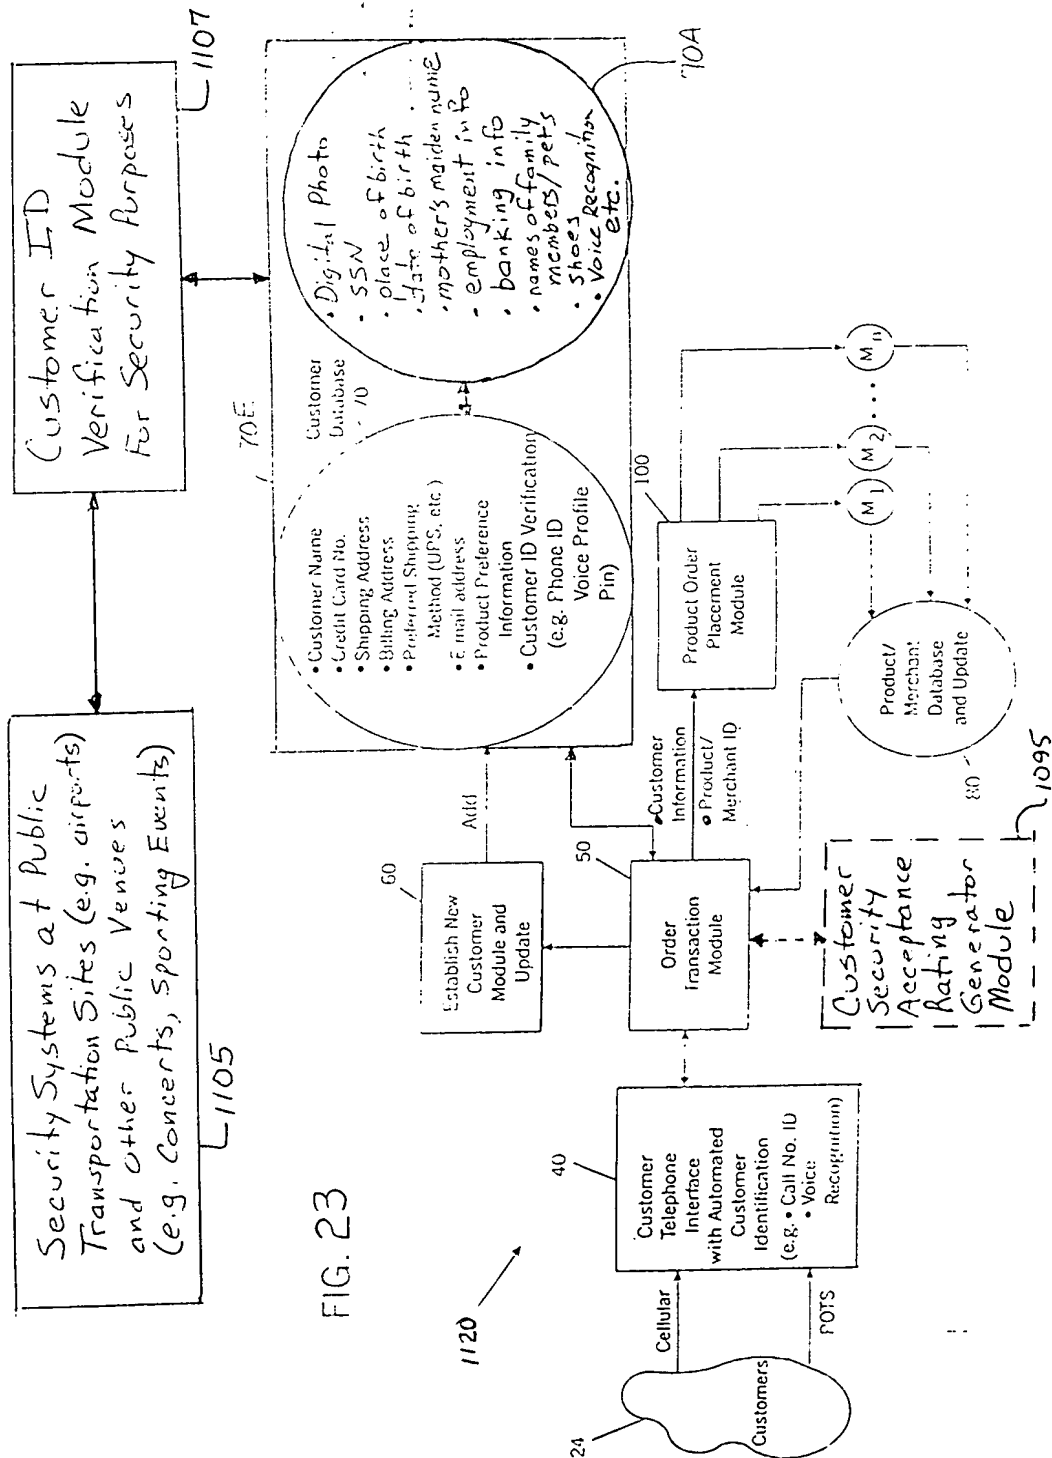 Security Systems at Public
Transportation Sites (e.g. airports)
and other Public Venues
(e.g. Concerts, Sporting Events)
1105
Customer ID
Verification Module
For Security Purposes
1107
FIG. 23
1120
70E
Customer
Database
70
• Customer Name
• Credit Card No.
• Shipping Address
• Billing Address
• Preferred Shipping
Method (UPS, etc.)
• E mail address
• Product Preference
Information
• Customer ID Verification
(e.g. Phone ID
Voice Profile
Pin)
• Digital Photo
• SSN
• place of birth
• date of birth
• mother's maiden name
• employment info
• banking info
• names of family
members/pets
• Shoes
• Voice Recognition
etc.
70A
60
Establish New
Customer
Module and
Update
Add
50
Order
Transaction
Module
• Customer
Information
• Product/
Merchant ID
100
Product Order
Placement
Module
M1
M2
....
Mn
Product/
Merchant
Database
and Update
80
Customer
Security
Acceptance
Rating
Generator
Module
1095
40
Customer
Telephone
Interface
with Automated
Customer
Identification
(e.g. • Call No. ID
• Voice
Recognition)
Cellular
POTS
Customers
24